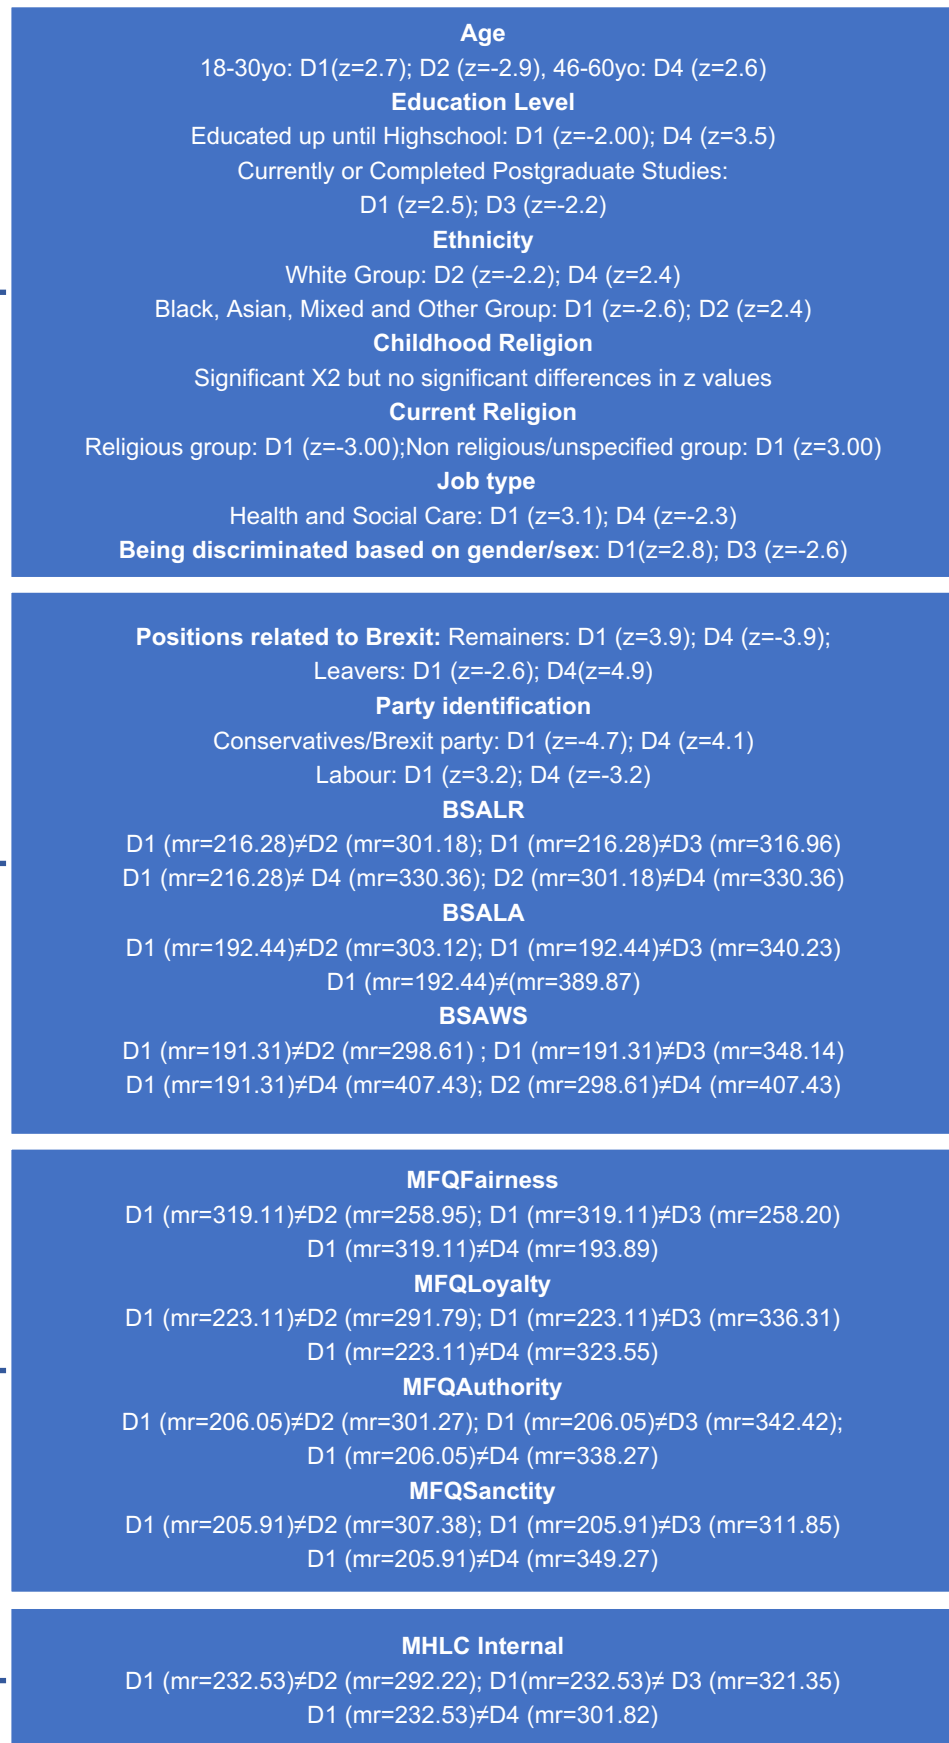 Age
18-30yo: D1(z=2.7); D2 (z=-2.9), 46-60yo: D4 (z=2.6)
Education Level
Educated up until Highschool: D1 (z=-2.00); D4 (z=3.5)
Currently or Completed Postgraduate Studies:
D1 (z=2.5); D3 (z=-2.2)
Ethnicity
White Group: D2 (z=-2.2); D4 (z=2.4)
Black, Asian, Mixed and Other Group: D1 (z=-2.6); D2 (z=2.4)
Childhood Religion
Significant X2 but no significant differences in z values
Current Religion
Religious group: D1 (z=-3.00);Non religious/unspecified group: D1 (z=3.00)
Job type
Health and Social Care: D1 (z=3.1); D4 (z=-2.3)
Being discriminated based on gender/sex: D1(z=2.8); D3 (z=-2.6)
Positions related to Brexit: Remainers: D1 (z=3.9); D4 (z=-3.9);
Leavers: D1 (z=-2.6); D4(z=4.9)
Party identification
Conservatives/Brexit party: D1 (z=-4.7); D4 (z=4.1)
Labour: D1 (z=3.2); D4 (z=-3.2)
BSALR
D1 (mr=216.28)≠D2 (mr=301.18); D1 (mr=216.28)≠D3 (mr=316.96)
D1 (mr=216.28)≠ D4 (mr=330.36); D2 (mr=301.18)≠D4 (mr=330.36)
BSALA
D1 (mr=192.44)≠D2 (mr=303.12); D1 (mr=192.44)≠D3 (mr=340.23)
D1 (mr=192.44)≠(mr=389.87)
BSAWS
D1 (mr=191.31)≠D2 (mr=298.61) ; D1 (mr=191.31)≠D3 (mr=348.14)
D1 (mr=191.31)≠D4 (mr=407.43); D2 (mr=298.61)≠D4 (mr=407.43)
MFQFairness
D1 (mr=319.11)≠D2 (mr=258.95); D1 (mr=319.11)≠D3 (mr=258.20)
D1 (mr=319.11)≠D4 (mr=193.89)
MFQLoyalty
D1 (mr=223.11)≠D2 (mr=291.79); D1 (mr=223.11)≠D3 (mr=336.31)
D1 (mr=223.11)≠D4 (mr=323.55)
MFQAuthority
D1 (mr=206.05)≠D2 (mr=301.27); D1 (mr=206.05)≠D3 (mr=342.42);
D1 (mr=206.05)≠D4 (mr=338.27)
MFQSanctity
D1 (mr=205.91)≠D2 (mr=307.38); D1 (mr=205.91)≠D3 (mr=311.85)
D1 (mr=205.91)≠D4 (mr=349.27)
MHLC Internal
D1 (mr=232.53)≠D2 (mr=292.22); D1(mr=232.53)≠ D3 (mr=321.35)
D1 (mr=232.53)≠D4 (mr=301.82)